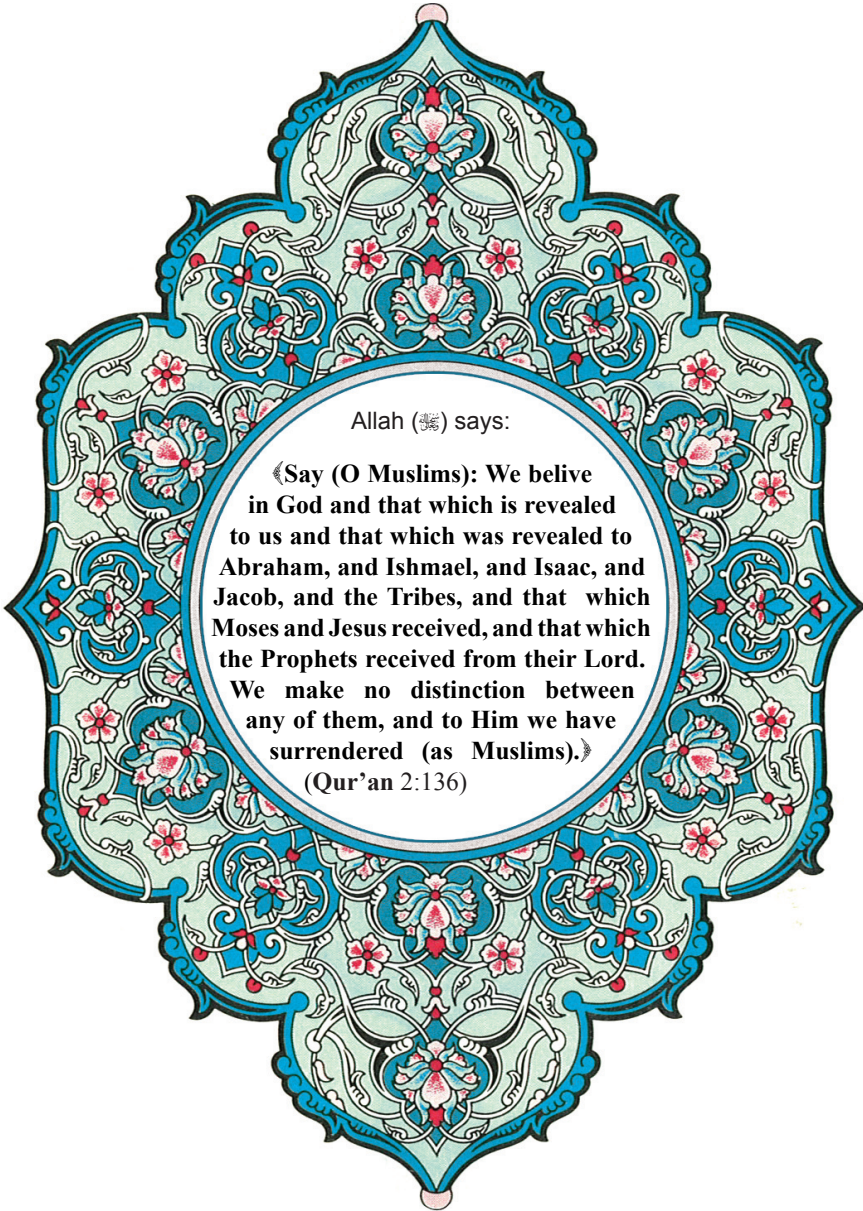 Allah (ﷻ) says:
﴾Say (O Muslims): We belive
in God and that which is revealed
to us and that which was revealed to
Abraham, and Ishmael, and Isaac, and
Jacob, and the Tribes, and that which
Moses and Jesus received, and that which
the Prophets received from their Lord.
We make no distinction between
any of them, and to Him we have
surrendered (as Muslims).﴿
(Qur’an 2:136)